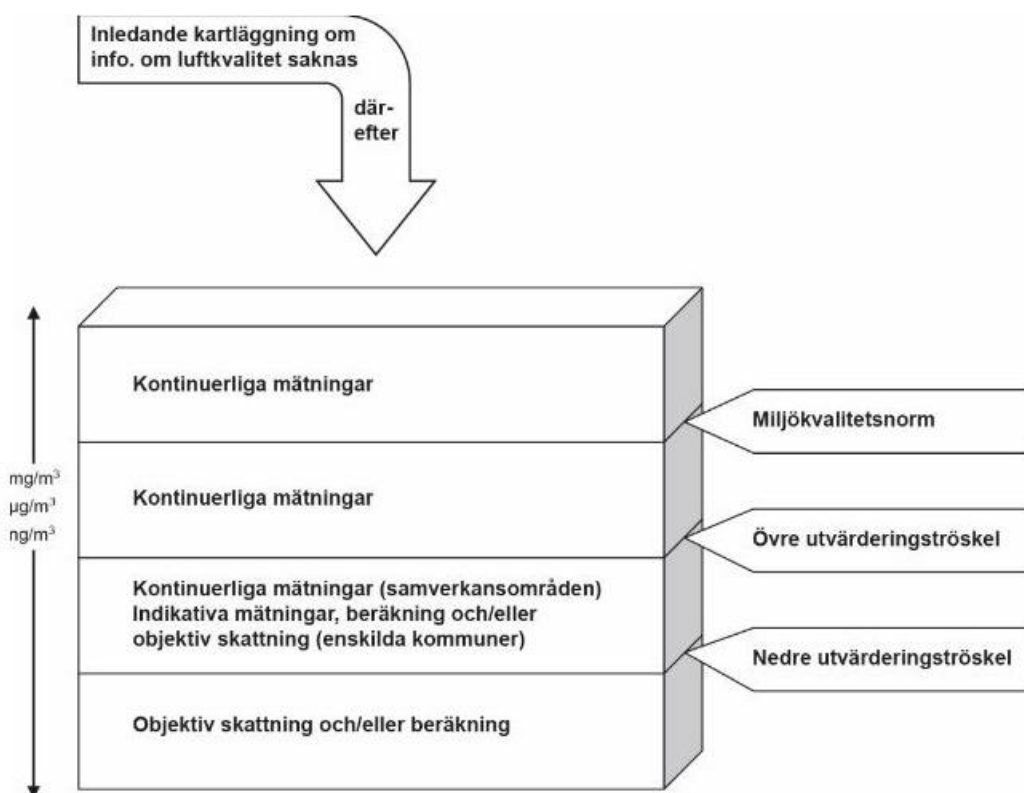 Inledande kartläggning om
info. om luftkvalitet saknas
där-
efter
Kontinuerliga mätningar
Miljökvalitetsnorm
mg/m³
µg/m³
ng/m³
Kontinuerliga mätningar
Övre utvärderingströskel
Kontinuerliga mätningar (samverkansområden)
Indikativa mätningar, beräkning och/eller
objektiv skattning (enskilda kommuner)
Nedre utvärderingströskel
Objektiv skattning och/eller beräkning